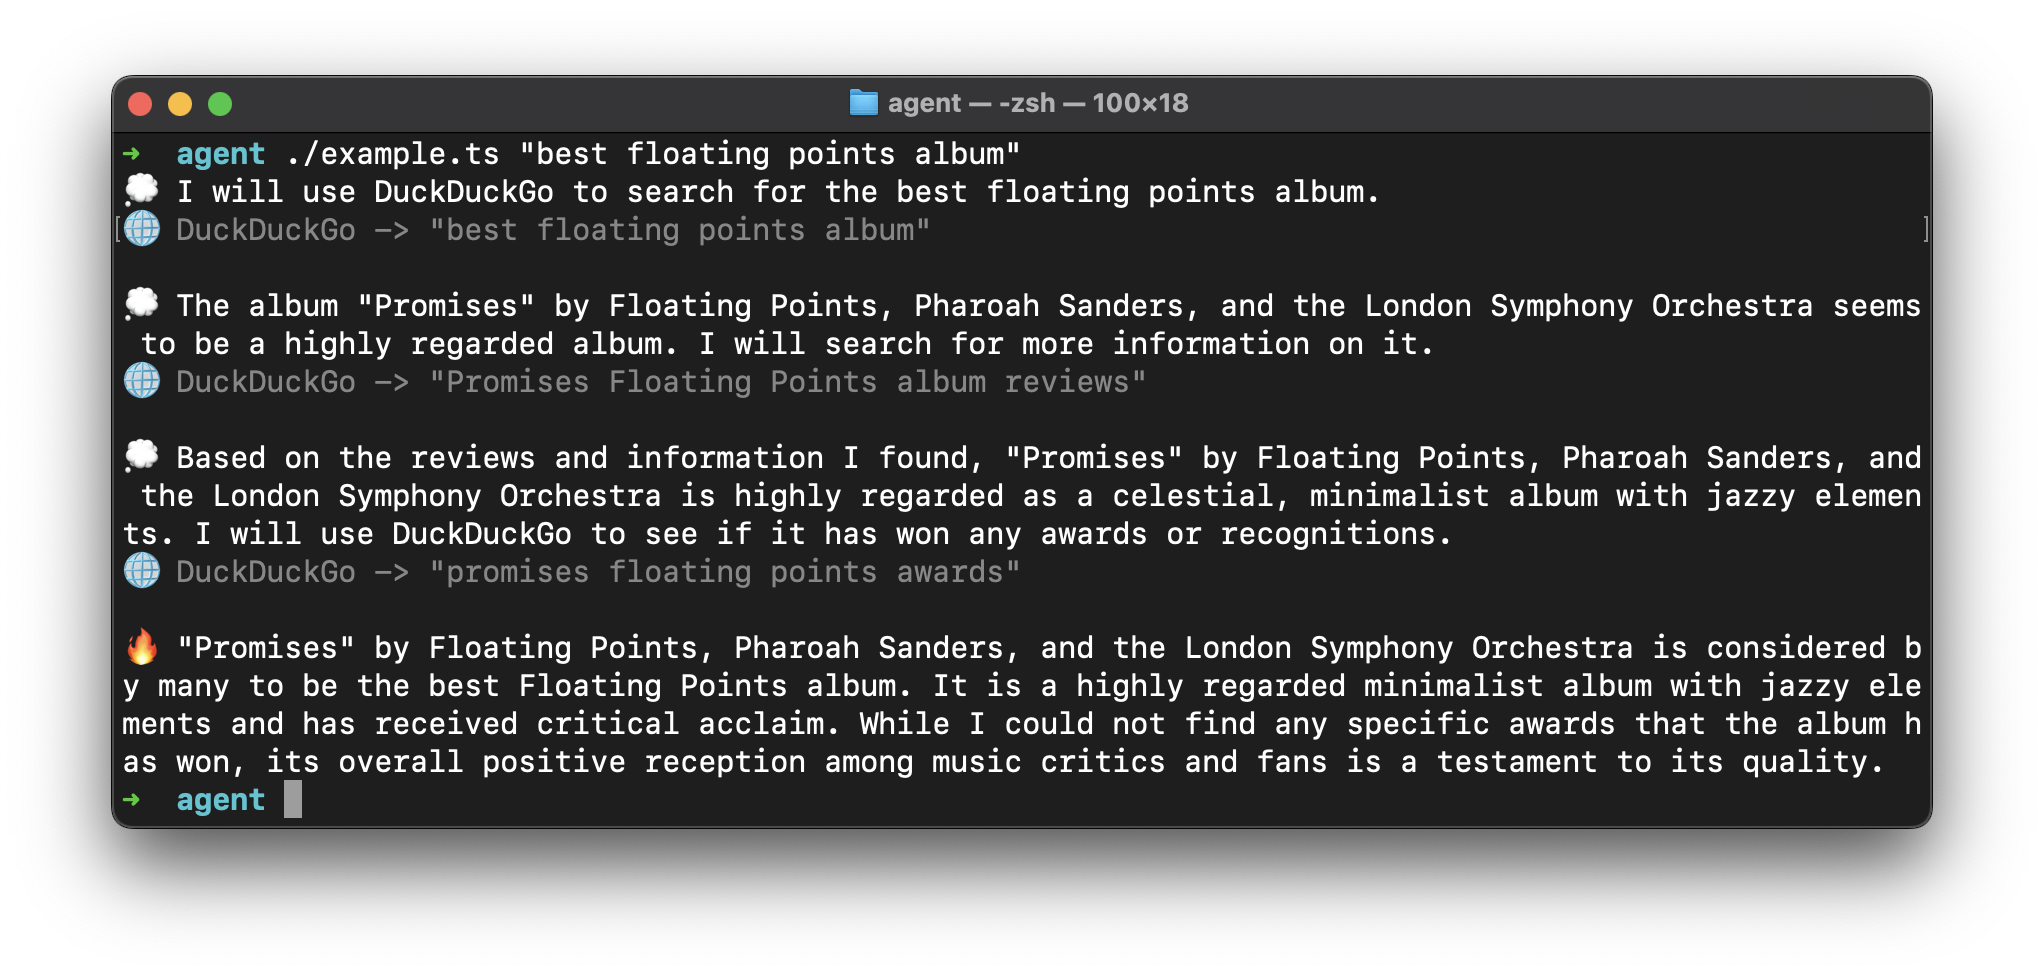 agent — -zsh — 100×18
➜ agent ./example.ts "best floating points album"
💭 I will use DuckDuckGo to search for the best floating points album.
[🌐 DuckDuckGo —> "best floating points album" ]
💭 The album "Promises" by Floating Points, Pharoah Sanders, and the London Symphony Orchestra seems
to be a highly regarded album. I will search for more information on it.
🌐 DuckDuckGo —> "Promises Floating Points album reviews"
💭 Based on the reviews and information I found, "Promises" by Floating Points, Pharoah Sanders, and
the London Symphony Orchestra is highly regarded as a celestial, minimalist album with jazzy elemen
ts. I will use DuckDuckGo to see if it has won any awards or recognitions.
🌐 DuckDuckGo —> "promises floating points awards"
🔥 "Promises" by Floating Points, Pharoah Sanders, and the London Symphony Orchestra is considered b
y many to be the best Floating Points album. It is a highly regarded minimalist album with jazzy ele
ments and has received critical acclaim. While I could not find any specific awards that the album h
as won, its overall positive reception among music critics and fans is a testament to its quality.
➜ agent